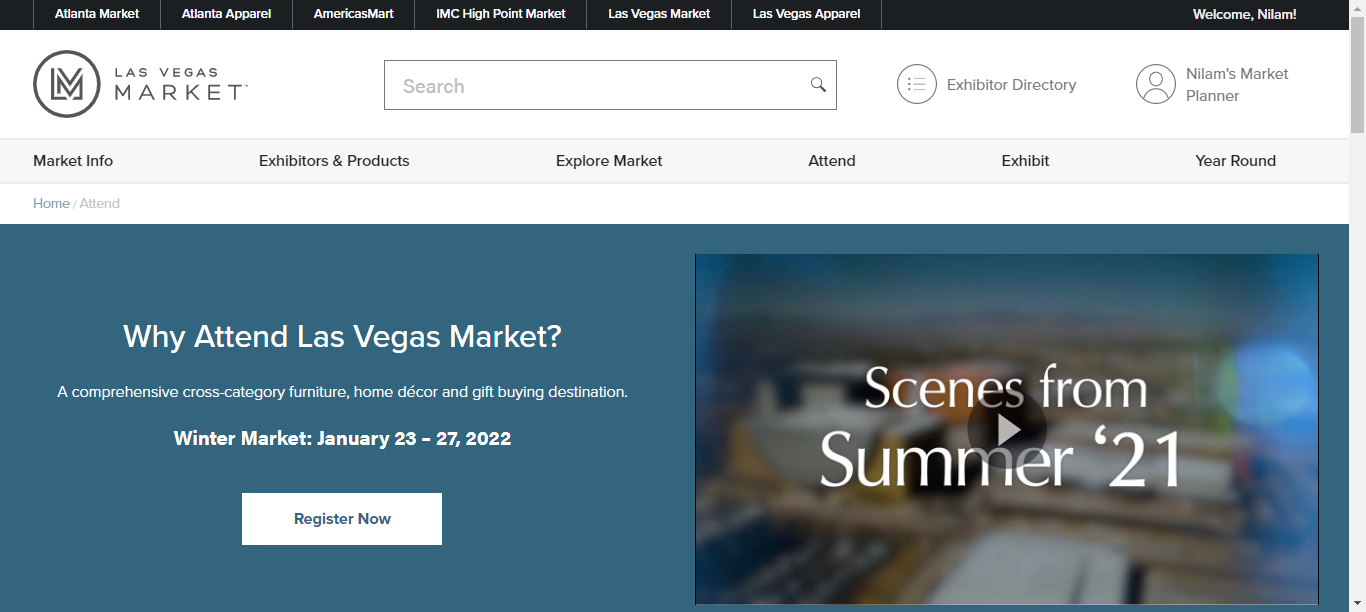 Atlanta Market
Atlanta Apparel
AmericasMart
IMC High Point Market
Las Vegas Market
Las Vegas Apparel
Welcome, Nilam!
LAS VEGAS
MARKET
Search
Exhibitor Directory
Nilam's Market
Planner
Market Info
Exhibitors & Products
Explore Market
Attend
Exhibit
Year Round
Home / Attend
Why Attend Las Vegas Market?
A comprehensive cross-category furniture, home décor and gift buying destination.
Winter Market: January 23 – 27, 2022
Register Now
Scenes from
Summer ‘21